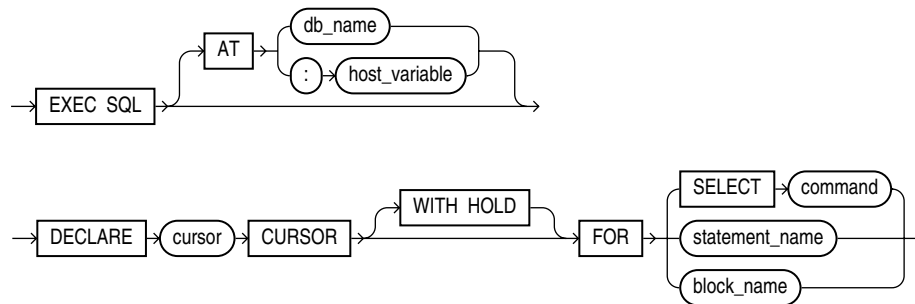 db_name
AT
: host_variable
EXEC SQL
SELECT command
WITH HOLD
DECLARE cursor CURSOR FOR statement_name
block_name